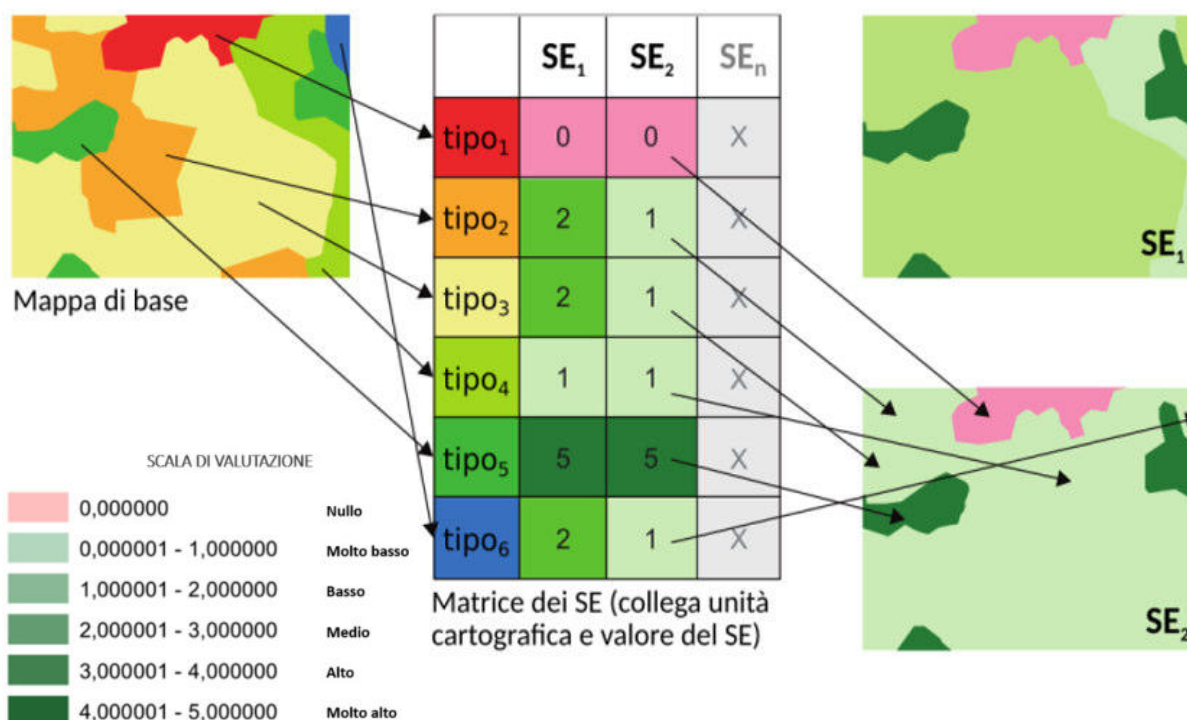 Mappa di base
SE₁ SE₂ SEₙ
tipo₁ 0 0 X
tipo₂ 2 1 X
tipo₃ 2 1 X
tipo₄ 1 1 X
tipo₅ 5 5 X
tipo₆ 2 1 X
Matrice dei SE (collega unità
cartografica e valore del SE)
SE₁
SE₂
SCALA DI VALUTAZIONE
0,000000 Nullo
0,000001 - 1,000000 Molto basso
1,000001 - 2,000000 Basso
2,000001 - 3,000000 Medio
3,000001 - 4,000000 Alto
4,000001 - 5,000000 Molto alto